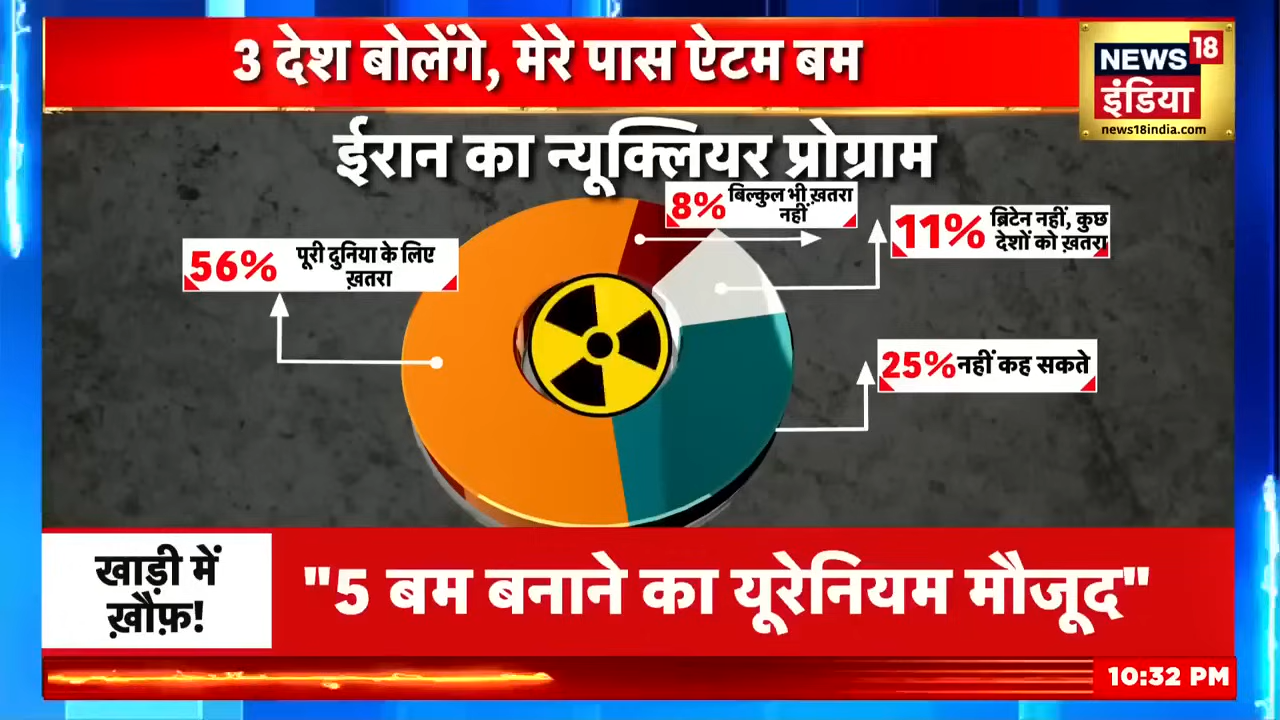 3 देश बोलेंगे, मेरे पास ऐटम बम
NEWS 18
इंडिया
news18india.com
ईरान का न्यूक्लियर प्रोग्राम
8% बिल्कुल भी ख़तरा
नहीं
11% ब्रिटेन नहीं, कुछ
देशों को ख़तरा
56% पूरी दुनिया के लिए
ख़तरा
25% नहीं कह सकते
खाड़ी में
ख़ौफ़!
"5 बम बनाने का यूरेनियम मौजूद"
10:32 PM